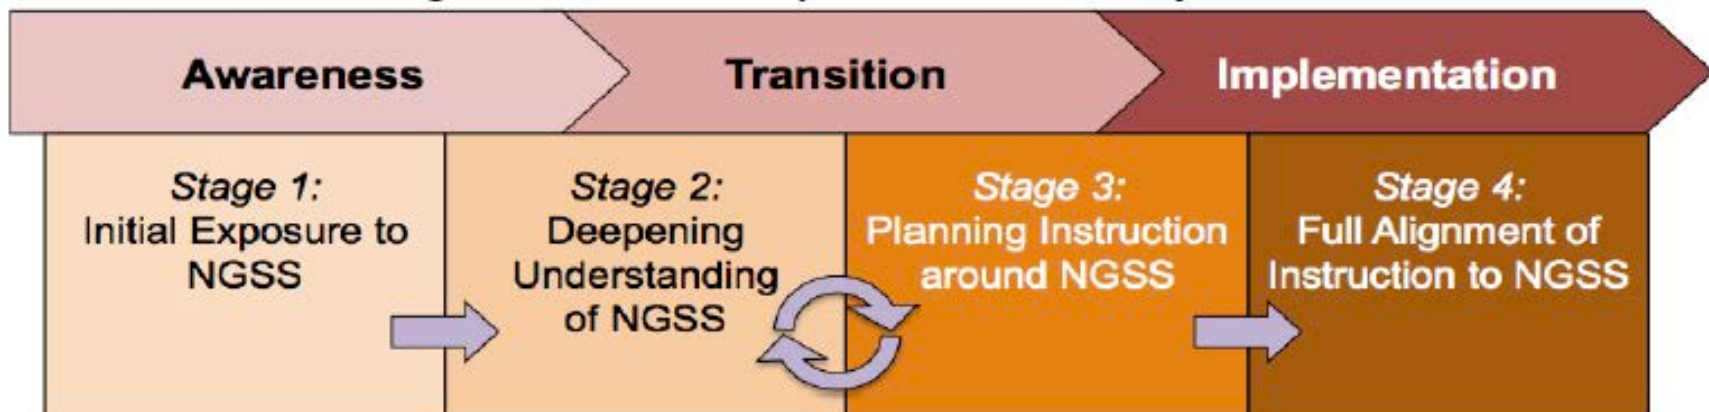 Awareness
Transition
Implementation
Stage 1:
Initial Exposure to
NGSS
Stage 2:
Deepening
Understanding
of NGSS
Stage 3:
Planning Instruction
around NGSS
Stage 4:
Full Alignment of
Instruction to NGSS